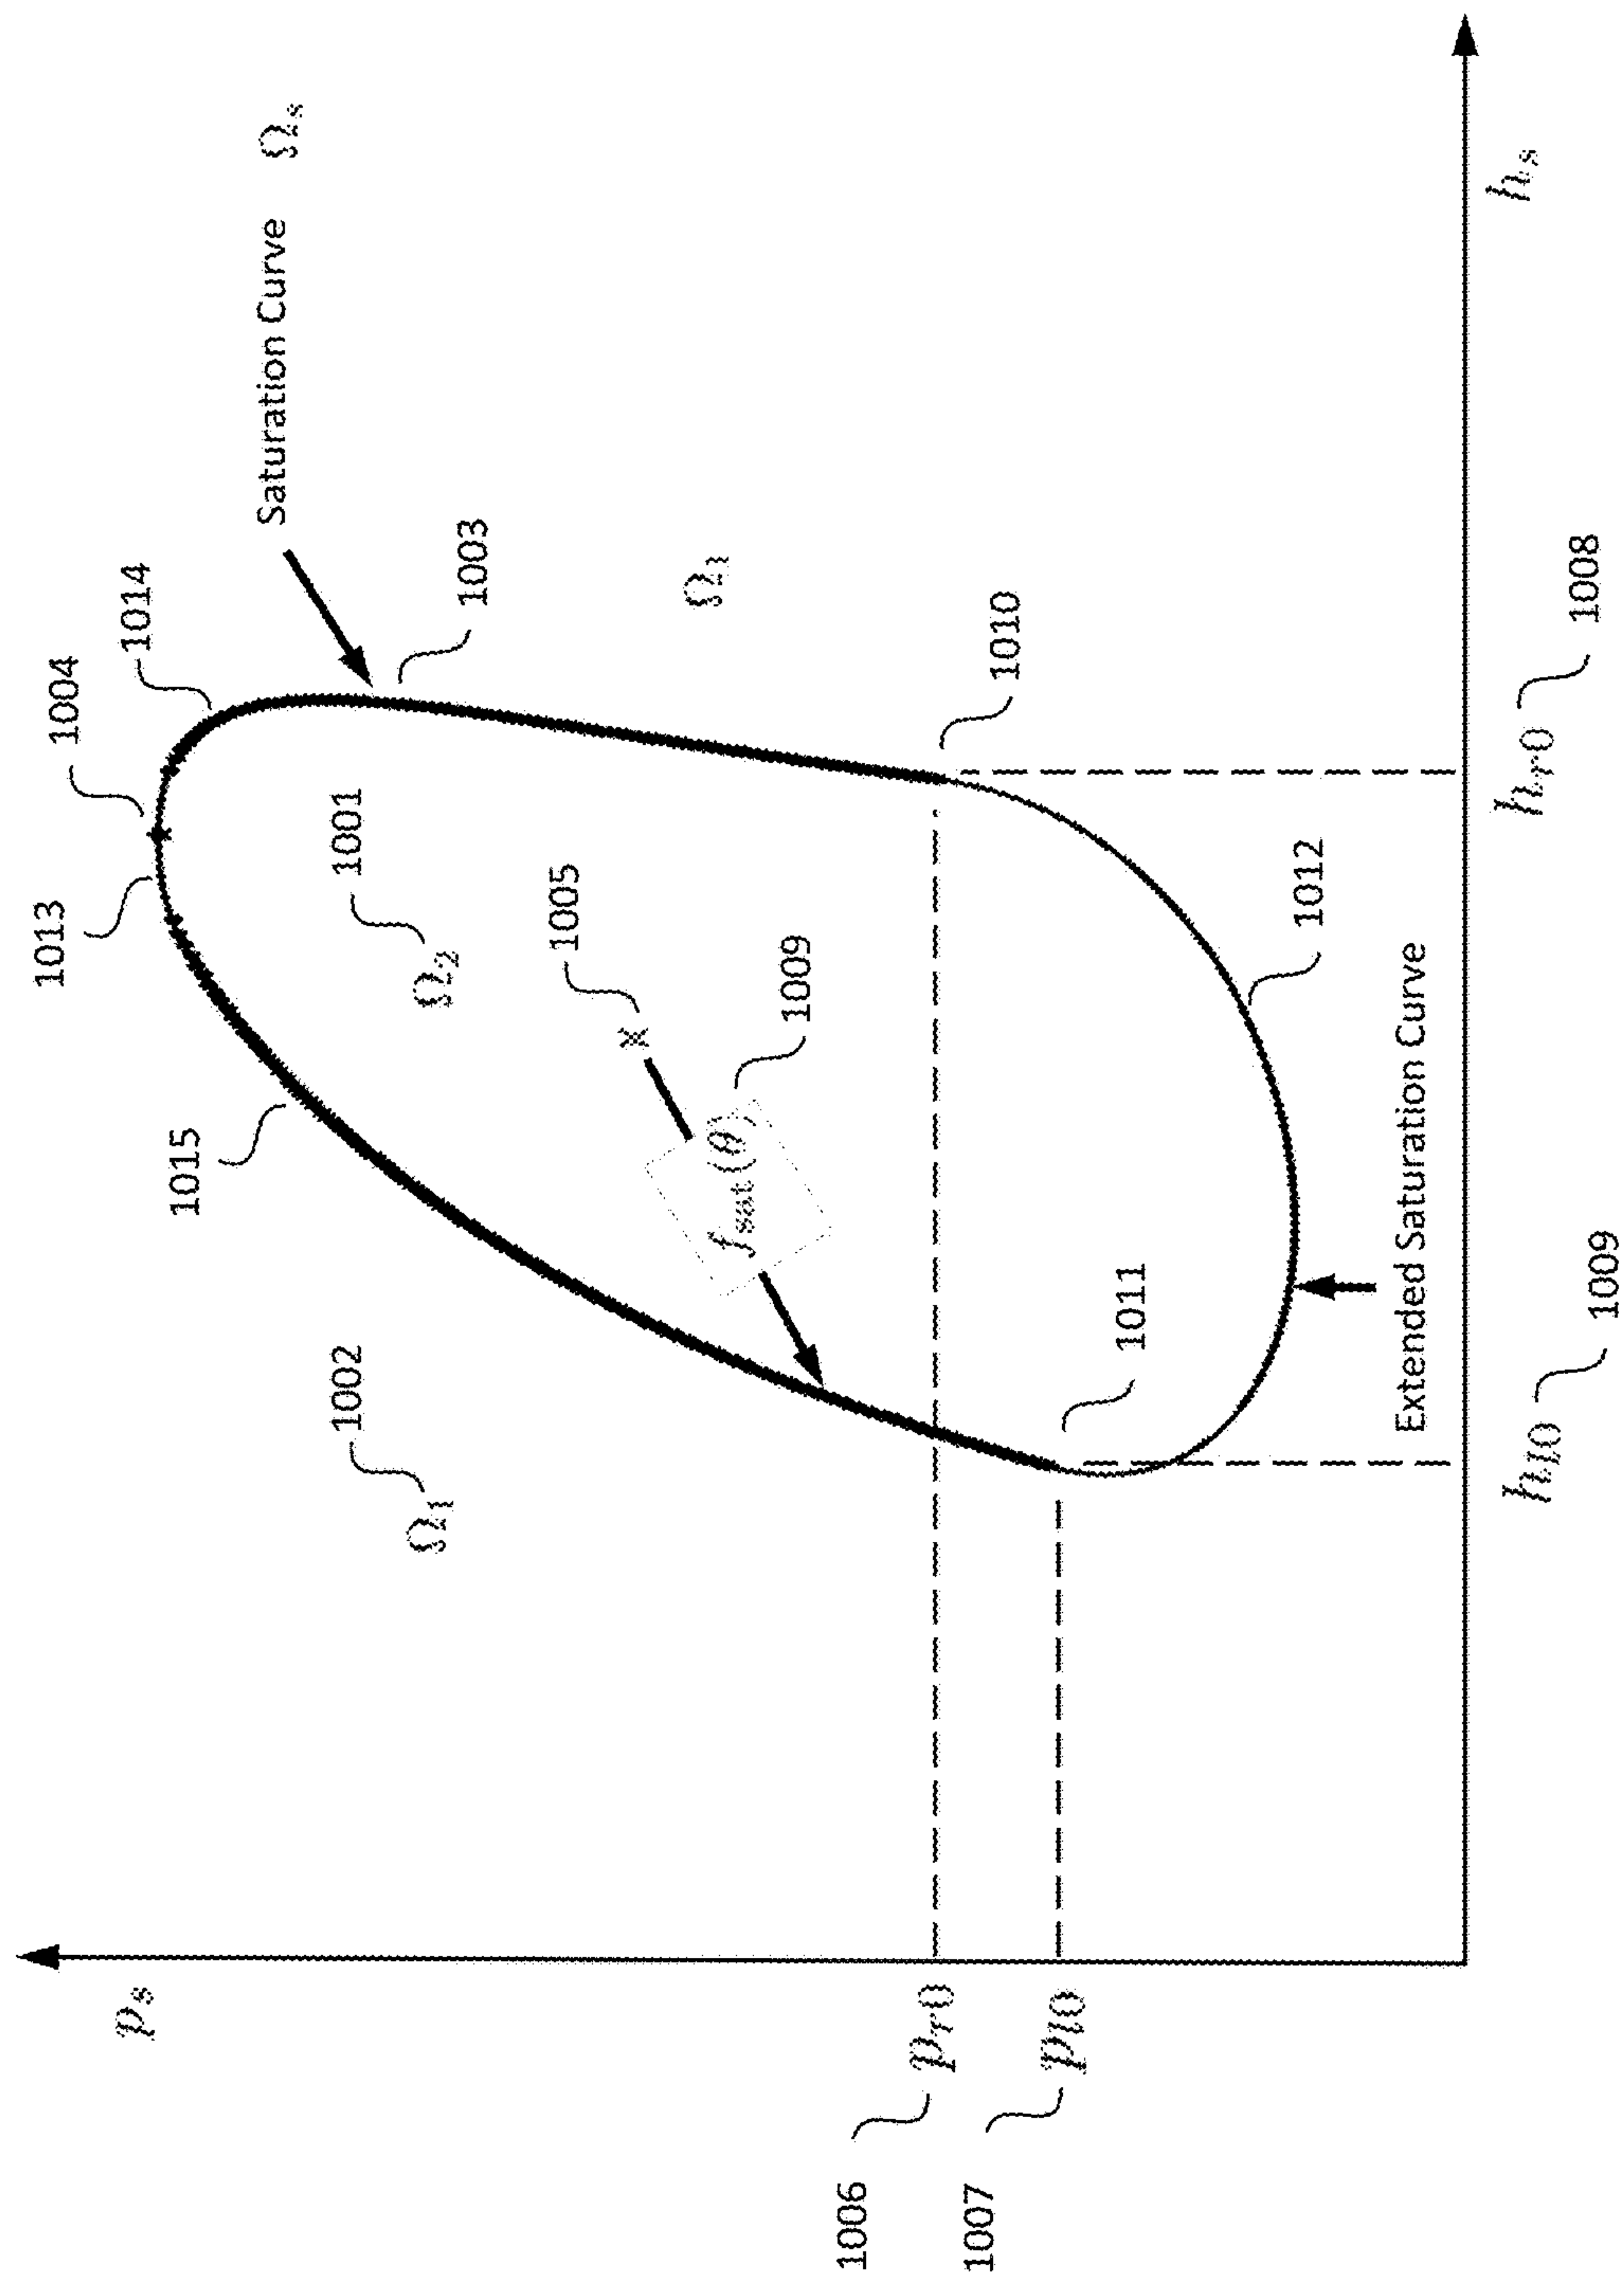 p_s
1013
1004
1014
Saturation Curve Ω_s
1015
1003
1002
Ω_1
1001
Ω_2
1005
Ω_1
f_sat(θ)
1009
1006
p_r0
1010
1007
p_l0
1011
1012
Extended Saturation Curve
h_l0
1009
h_r0
1008
h_s